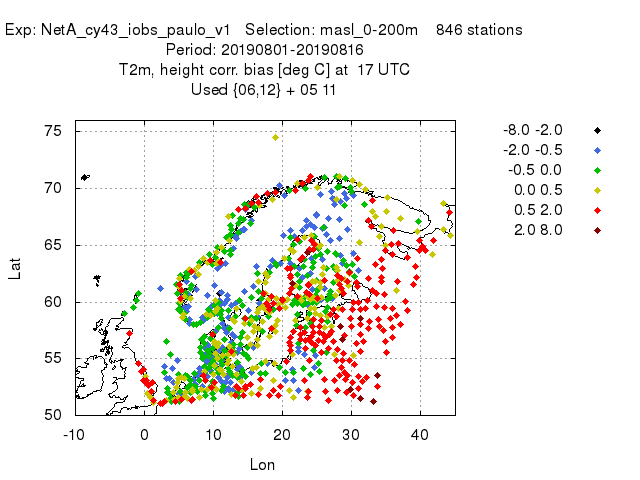 Exp: NetA_cy43_iobs_paulo_v1   Selection: masl_0-200m    846 stations
Period: 20190801-20190816
T2m, height corr. bias [deg C] at  17 UTC
Used {06,12} + 05 11
-8.0 -2.0
-2.0 -0.5
-0.5 0.0
0.0 0.5
0.5 2.0
2.0 8.0
75
70
65
60
55
50
Lat
-10 0 10 20 30 40
Lon